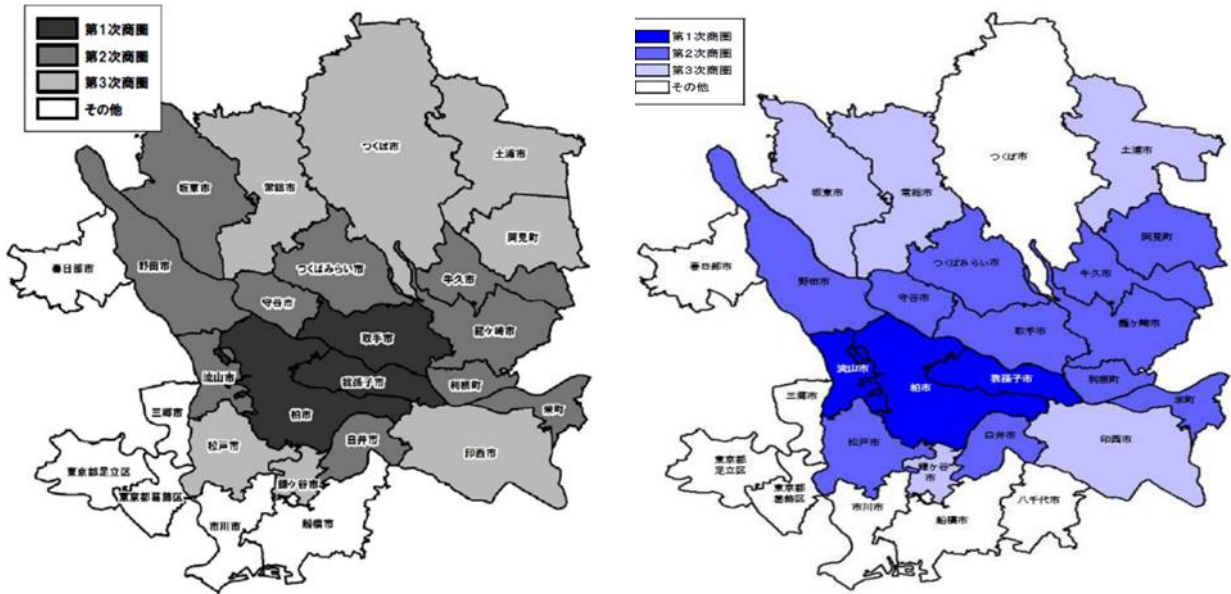 第1次商圏
第2次商圏
第3次商圏
その他
つくば市
土浦市
坂東市
常総市
阿見町
春日部市
野田市
つくばみらい市
牛久市
守谷市
取手市
龍ケ崎市
流山市
我孫子市
利根町
栄町
三郷市
柏市
松戸市
白井市
印西市
東京都足立区
鎌ケ谷市
東京都葛飾区
市川市
船橋市
第1次商圏
第2次商圏
第3次商圏
その他
つくば市
土浦市
坂東市
常総市
阿見町
春日部市
つくばみらい市
牛久市
野田市
守谷市
取手市
龍ケ崎市
流山市
柏市
我孫子市
利根町
栄町
三郷市
松戸市
白井市
印西市
東京都
足立区
鎌ケ谷
市
東京都
葛飾区
市川市
船橋市
八千代市